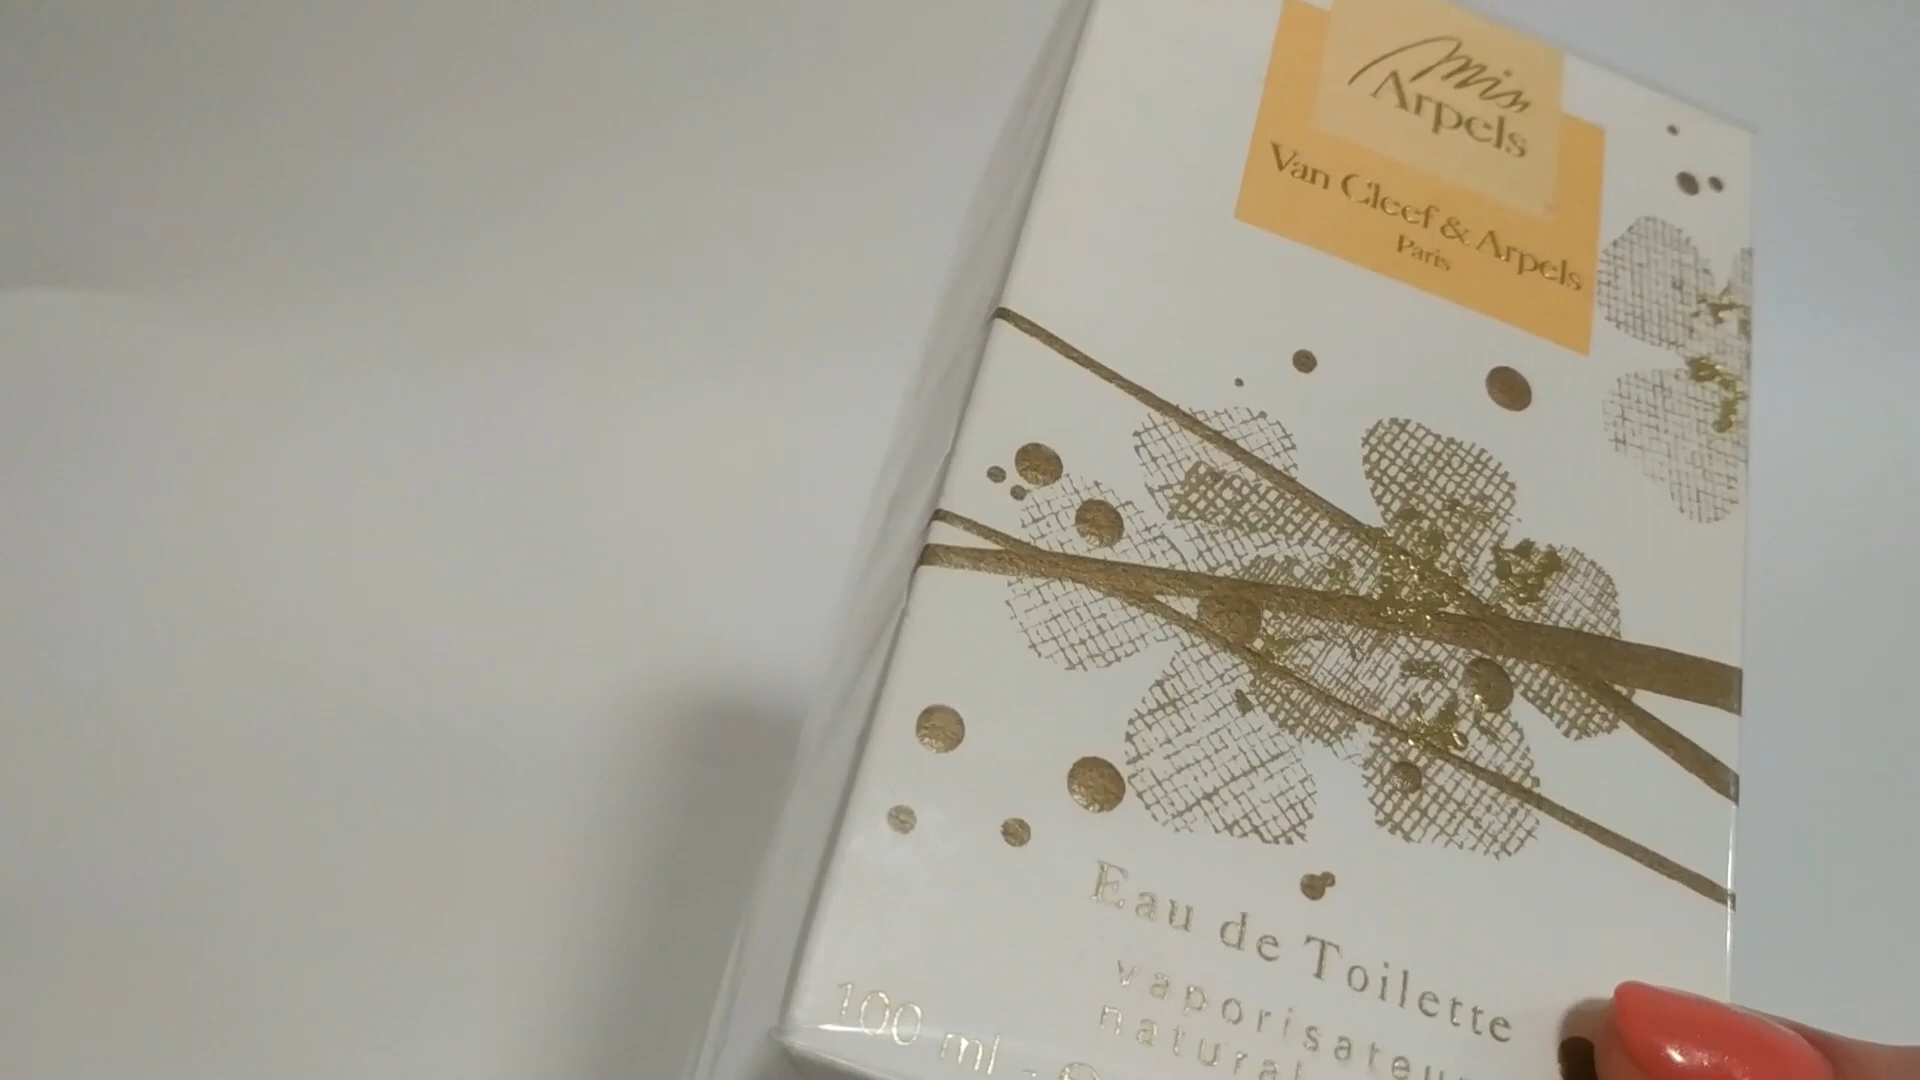 Miss
Arpels
Van Cleef & Arpels
Paris
Eau de Toilette
vaporisateur
natural
100 ml -